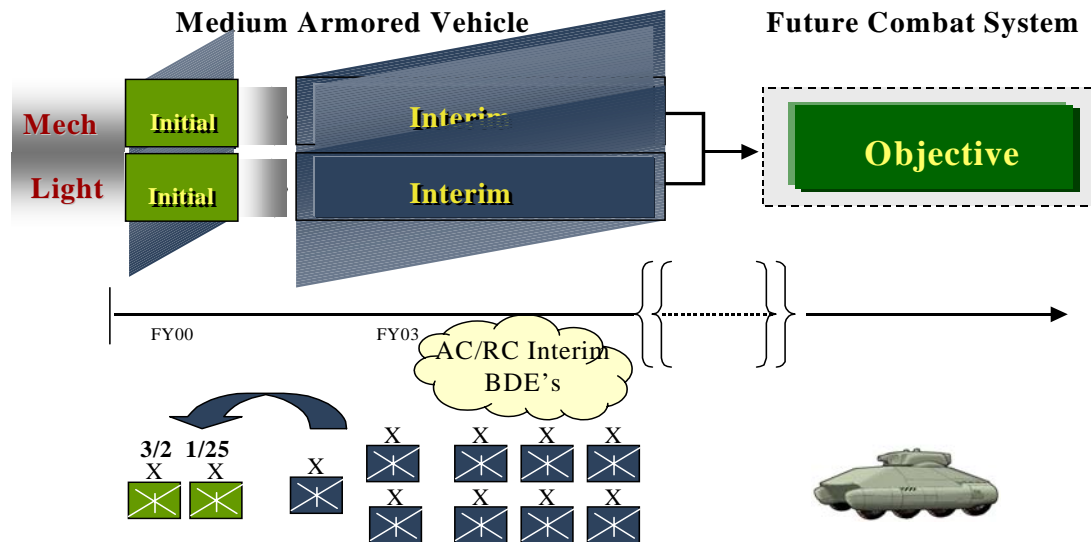 Medium Armored Vehicle
Future Combat System
Mech
Initial
Interim
Objective
Light
Initial
Interim
FY00
FY03
AC/RC Interim
BDE's
3/2 1/25
X
X
X
X
X
X
X
X
X
X
X